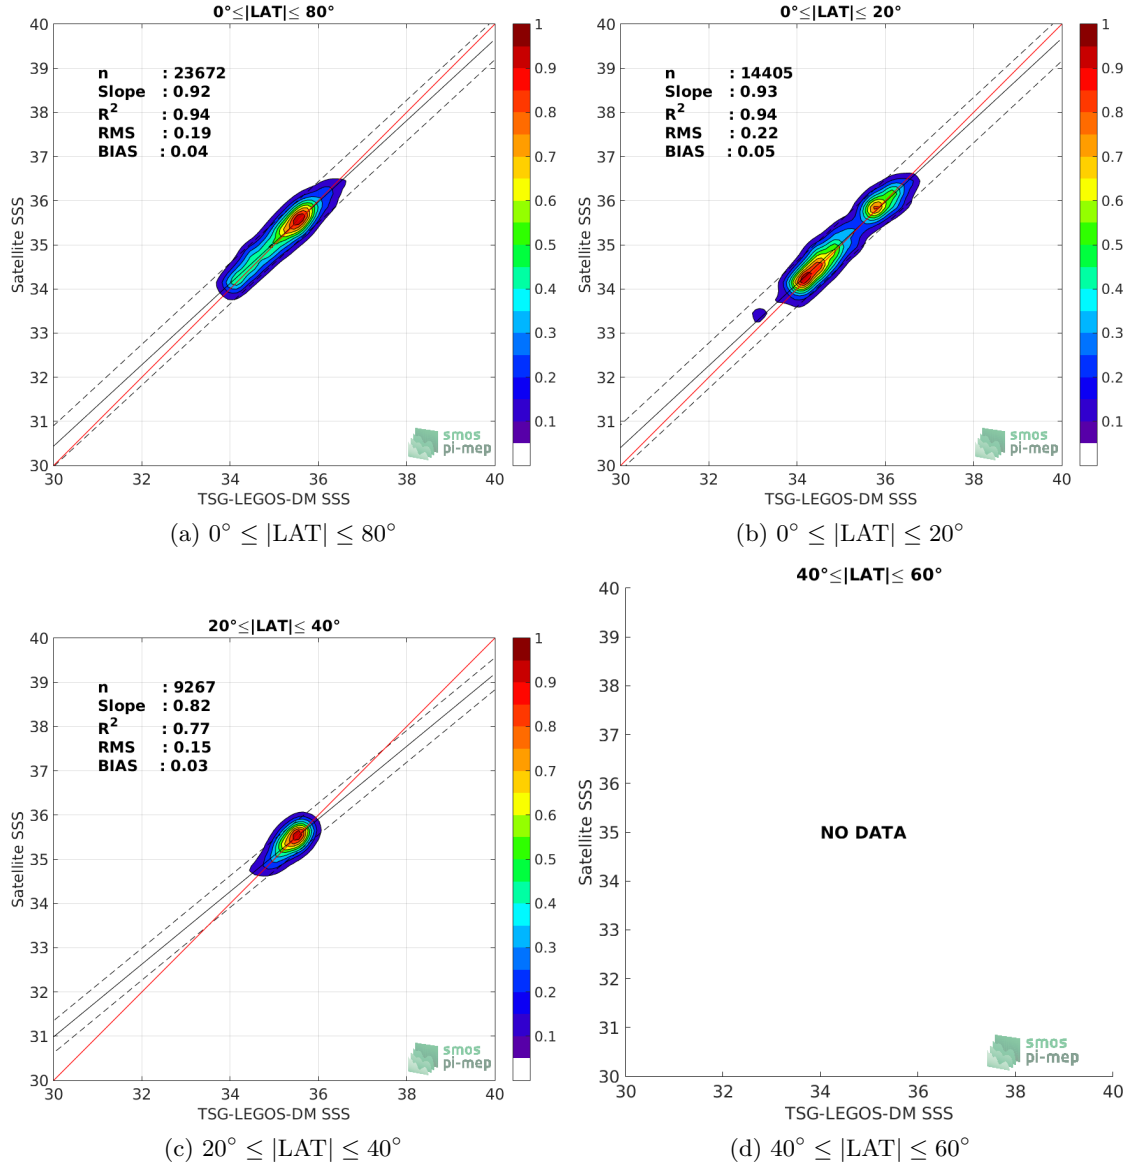 0°≤|LAT|≤ 80°
40
39
38
37
36
35
34
33
32
31
30
Satellite SSS
n : 23672
Slope : 0.92
R² : 0.94
RMS : 0.19
BIAS : 0.04
smos
pi-mep
30 32 34 36 38 40
TSG-LEGOS-DM SSS
1
0.9
0.8
0.7
0.6
0.5
0.4
0.3
0.2
0.1
(a) 0° ≤ |LAT| ≤ 80°
0°≤|LAT|≤ 20°
40
39
38
37
36
35
34
33
32
31
30
Satellite SSS
n : 14405
Slope : 0.93
R² : 0.94
RMS : 0.22
BIAS : 0.05
smos
pi-mep
30 32 34 36 38 40
TSG-LEGOS-DM SSS
1
0.9
0.8
0.7
0.6
0.5
0.4
0.3
0.2
0.1
(b) 0° ≤ |LAT| ≤ 20°
20°≤|LAT|≤ 40°
40
39
38
37
36
35
34
33
32
31
30
Satellite SSS
n : 9267
Slope : 0.82
R² : 0.77
RMS : 0.15
BIAS : 0.03
smos
pi-mep
30 32 34 36 38 40
TSG-LEGOS-DM SSS
1
0.9
0.8
0.7
0.6
0.5
0.4
0.3
0.2
0.1
(c) 20° ≤ |LAT| ≤ 40°
40°≤|LAT|≤ 60°
40
39
38
37
36
35
34
33
32
31
30
Satellite SSS
NO DATA
smos
pi-mep
30 32 34 36 38 40
TSG-LEGOS-DM SSS
(d) 40° ≤ |LAT| ≤ 60°